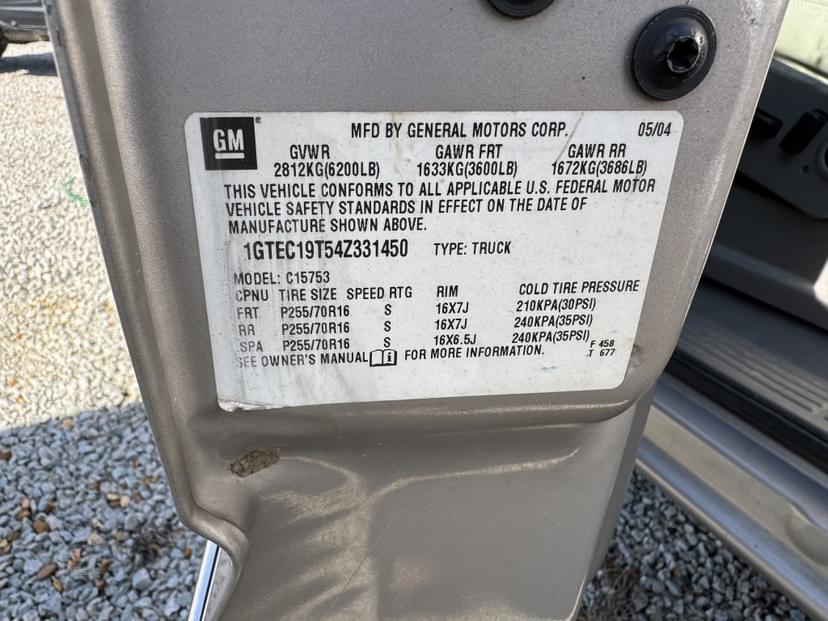 GM ® MFD BY GENERAL MOTORS CORP. 05/04
GVWR GAWR FRT GAWR RR
2812KG(6200LB) 1633KG(3600LB) 1672KG(3686LB)
THIS VEHICLE CONFORMS TO ALL APPLICABLE U.S. FEDERAL MOTOR
VEHICLE SAFETY STANDARDS IN EFFECT ON THE DATE OF
MANUFACTURE SHOWN ABOVE.
1GTEC19T54Z331450 TYPE: TRUCK
MODEL: C15753
CPNU TIRE SIZE SPEED RTG RIM COLD TIRE PRESSURE
FRT P255/70R16 S 16X7J 210KPA(30PSI)
RR P255/70R16 S 16X7J 240KPA(35PSI)
SPA P255/70R16 S 16X6.5J 240KPA(35PSI)
SEE OWNER'S MANUAL FOR MORE INFORMATION. F 458
T 677